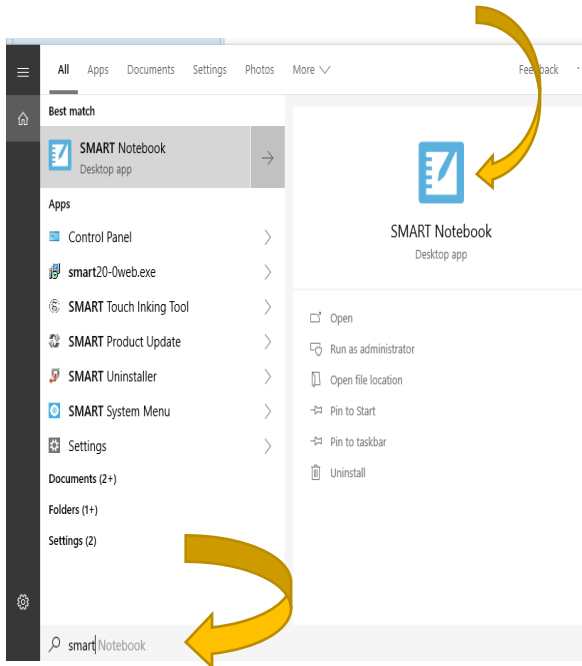 All Apps Documents Settings Photos More Feedback ...
Best match
SMART Notebook
Desktop app
Apps
Control Panel
smart20-0web.exe
SMART Touch Inking Tool
SMART Product Update
SMART Uninstaller
SMART System Menu
Settings
Documents (2+)
Folders (1+)
Settings (2)
smart Notebook
SMART Notebook
Desktop app
Open
Run as administrator
Open file location
Pin to Start
Pin to taskbar
Uninstall